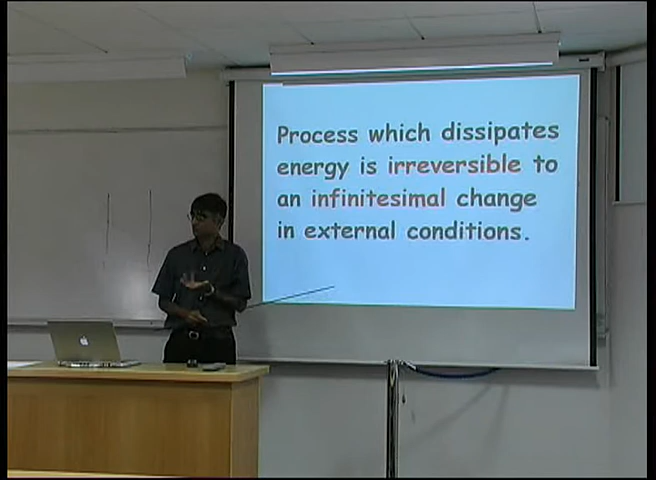 Process which dissipates
energy is irreversible to
an infinitesimal change
in external conditions.